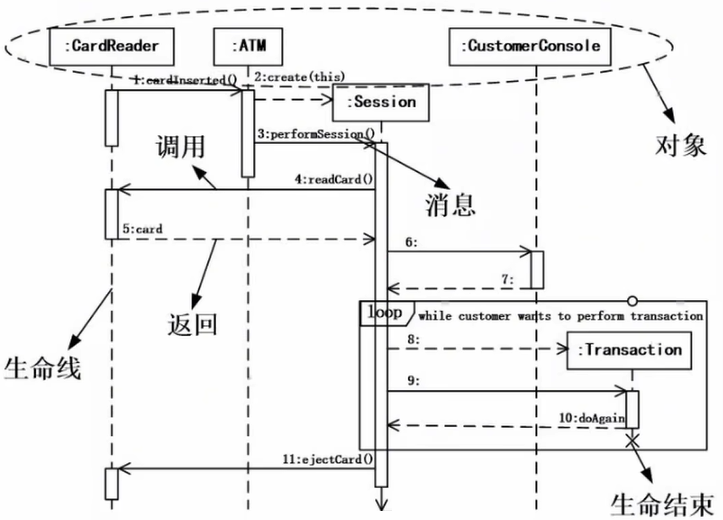 :CardReader
:ATM
:CustomerConsole
1:cardInserted()
2:create(this)
:Session
对象
3:performSession()
调用
4:readCard()
消息
5:card
6:
7:
返回
loop
while customer wants to perform transaction
8:
:Transaction
生命线
9:
10:doAgain
11:ejectCard()
生命结束